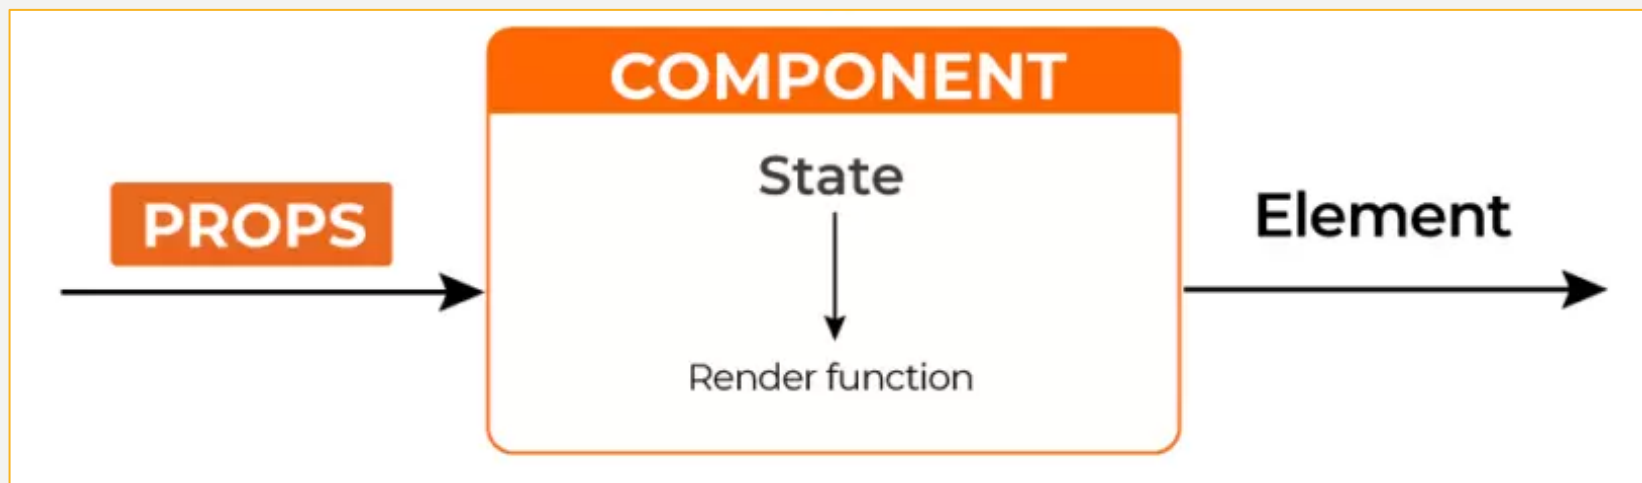 COMPONENT
State
PROPS
Element
Render function